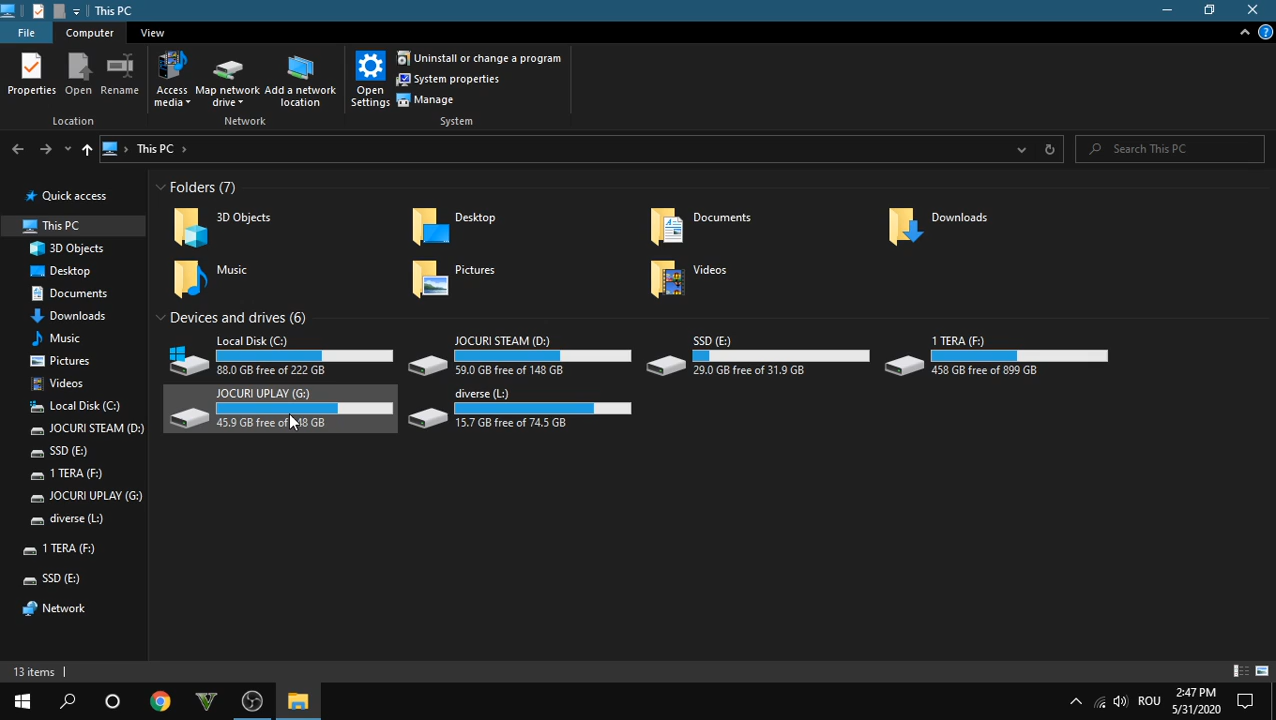 This PC
File
Computer
View
Properties
Open
Rename
Access media
Map network drive
Add a network location
Open Settings
Uninstall or change a program
System properties
Manage
Location
Network
System
This PC
Search This PC
Quick access
This PC
3D Objects
Desktop
Documents
Downloads
Music
Pictures
Videos
Local Disk (C:)
JOCURI STEAM (D:)
SSD (E:)
1 TERA (F:)
JOCURI UPLAY (G:)
diverse (L:)
1 TERA (F:)
SSD (E:)
Network
Folders (7)
3D Objects
Desktop
Documents
Downloads
Music
Pictures
Videos
Devices and drives (6)
Local Disk (C:)
88.0 GB free of 222 GB
JOCURI STEAM (D:)
59.0 GB free of 148 GB
SSD (E:)
29.0 GB free of 31.9 GB
1 TERA (F:)
458 GB free of 899 GB
JOCURI UPLAY (G:)
45.9 GB free of GB
diverse (L:)
15.7 GB free of 74.5 GB
13 items
ROU
2:47 PM
5/31/2020